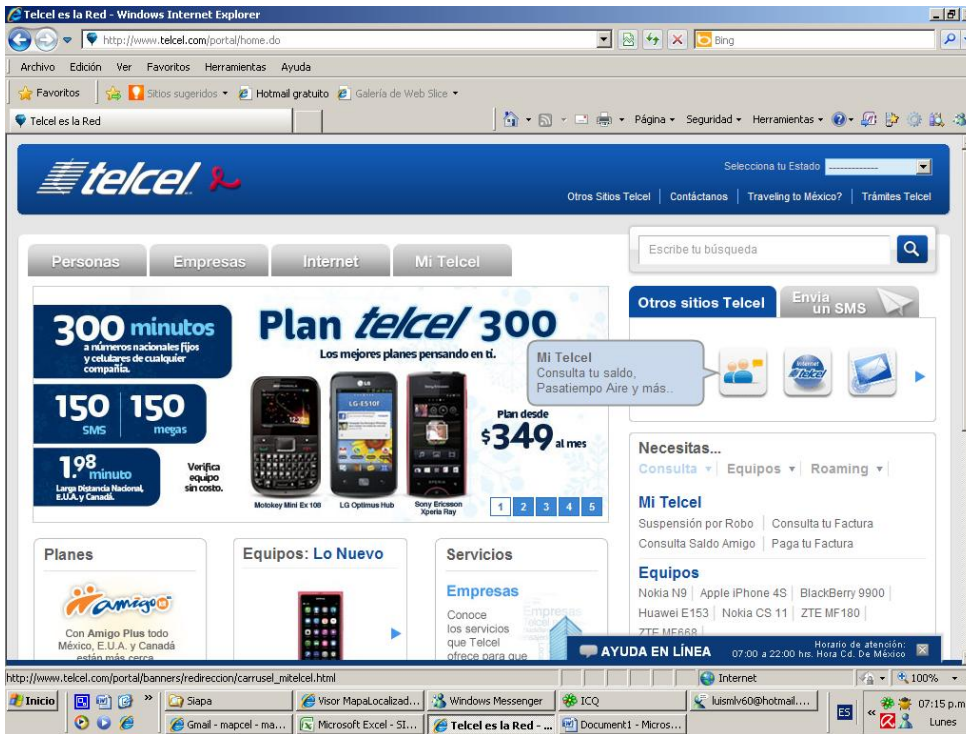 Telcel es la Red - Windows Internet Explorer
http://www.telcel.com/portal/home.do
Bing
Archivo Edición Ver Favoritos Herramientas Ayuda
Favoritos Sitios sugeridos Hotmail gratuito Galería de Web Slice
Telcel es la Red
Página Seguridad Herramientas
Selecciona tu Estado -------------
telcel
Otros Sitios Telcel Contáctanos Traveling to México? Trámites Telcel
Personas Empresas Internet Mi Telcel
Escribe tu búsqueda
300 minutos
a números nacionales fijos
y celulares de cualquier
compañía.
150 SMS
150 megas
1.98 minuto
Larga Distancia Nacional,
E.U.A. y Canadá.
Verifica
equipo
sin costo.
Plan telcel 300
Los mejores planes pensando en ti.
LG-E510F
Plan desde
$349 al mes
Motokey Mini Ex 108
LG Optimus Hub
Sony Ericsson
Xperia Ray
1 2 3 4 5
Otros sitios Telcel
Envia
un SMS
Mi Telcel
Consulta tu saldo,
Pasatiempo Aire y más..
internet
telcel
Necesitas...
Consulta Equipos Roaming
Mi Telcel
Suspensión por Robo Consulta tu Factura
Consulta Saldo Amigo Paga tu Factura
Equipos
Nokia N9 Apple iPhone 4S BlackBerry 9900
Huawei E153 Nokia CS 11 ZTE MF180
ZTE MF668
Planes
amigo
Con Amigo Plus todo
México, E.U.A. y Canadá
están más cerca
Equipos: Lo Nuevo
Servicios
Empresas
Conoce
los servicios
que Telcel
ofrece para que
AYUDA EN LÍNEA
Horario de atención:
07:00 a 22:00 hrs. Hora Cd. De México
http://www.telcel.com/portal/banners/redireccion/carrusel_mitelcel.html
Internet
100%
Inicio
Siapa
Visor MapaLocalizad...
Windows Messenger
ICQ
luismlv60@hotmail....
Gmail - mapcel - ma...
Microsoft Excel - SI...
Telcel es la Red - ...
Document1 - Micros...
ES
07:15 p.m.
Lunes